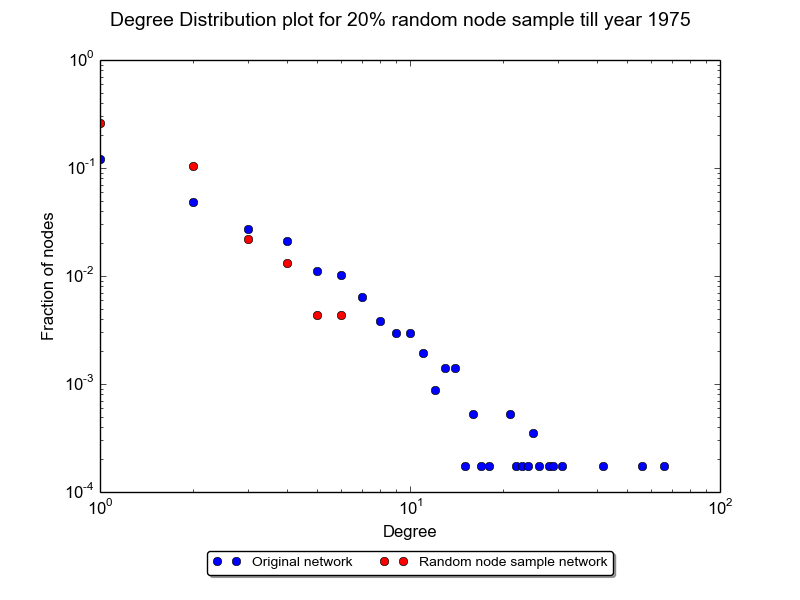 Degree Distribution plot for 20% random node sample till year 1975
Fraction of nodes
10^0
10^-1
10^-2
10^-3
10^-4
10^0 10^1 10^2
Degree
Original network Random node sample network